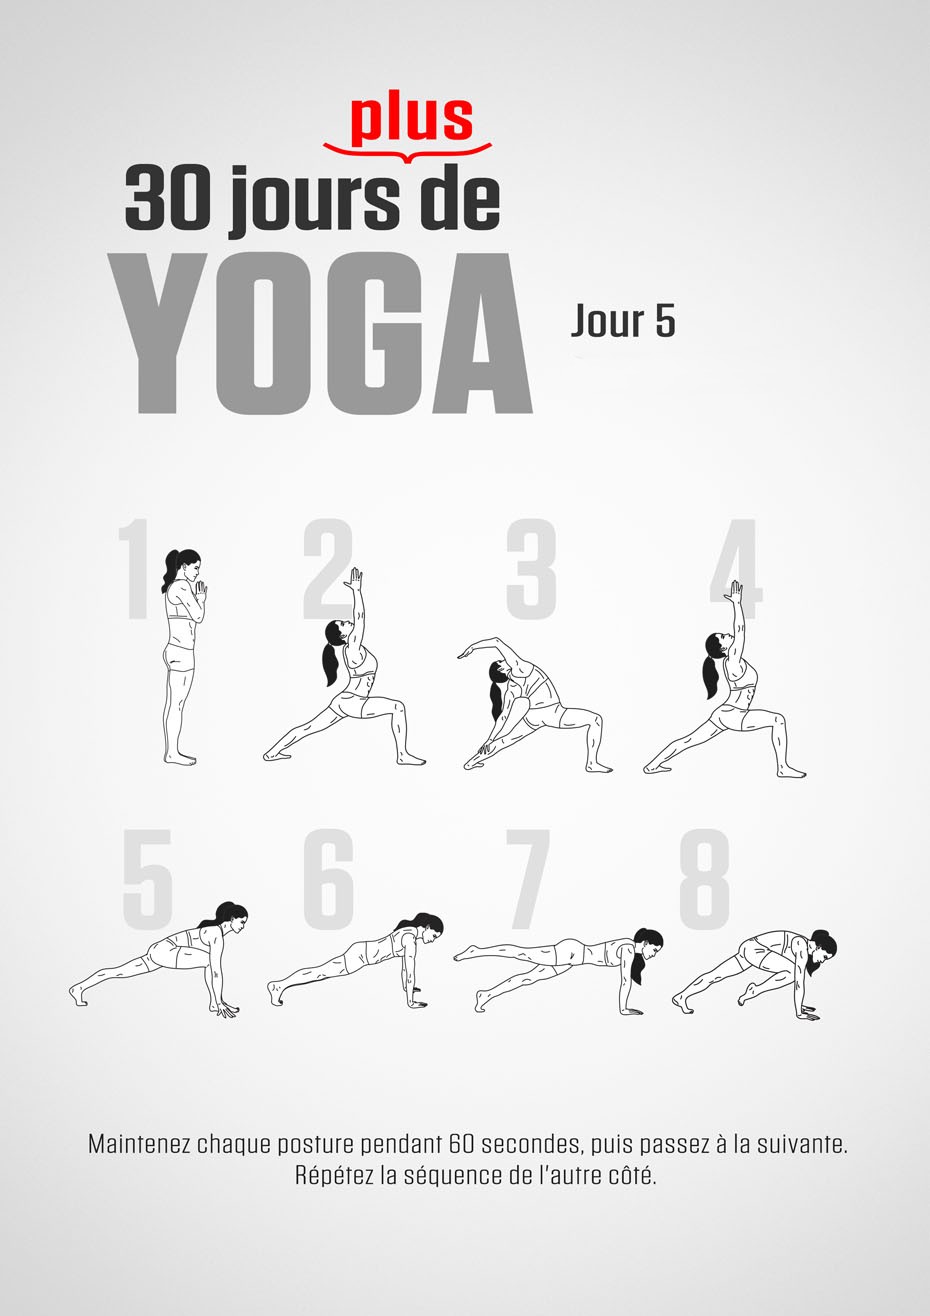 plus
30 jours de
YOGA
Jour 5
1 2 3 4
5 6 7 8
Maintenez chaque posture pendant 60 secondes, puis passez à la suivante.
Répétez la séquence de l'autre côté.